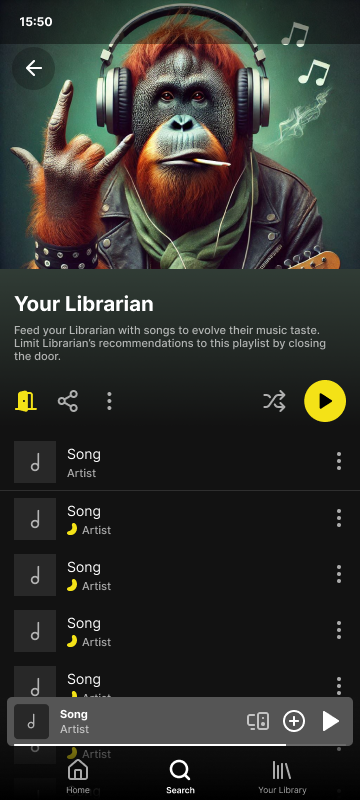 15:50
Your Librarian
Feed your Librarian with songs to evolve their music taste.
Limit Librarian's recommendations to this playlist by closing
the door.
Song
Artist
Song
Artist
Song
Artist
Song
Artist
Song
Artist
Song
Artist
Artist
Home
Search
Your Library